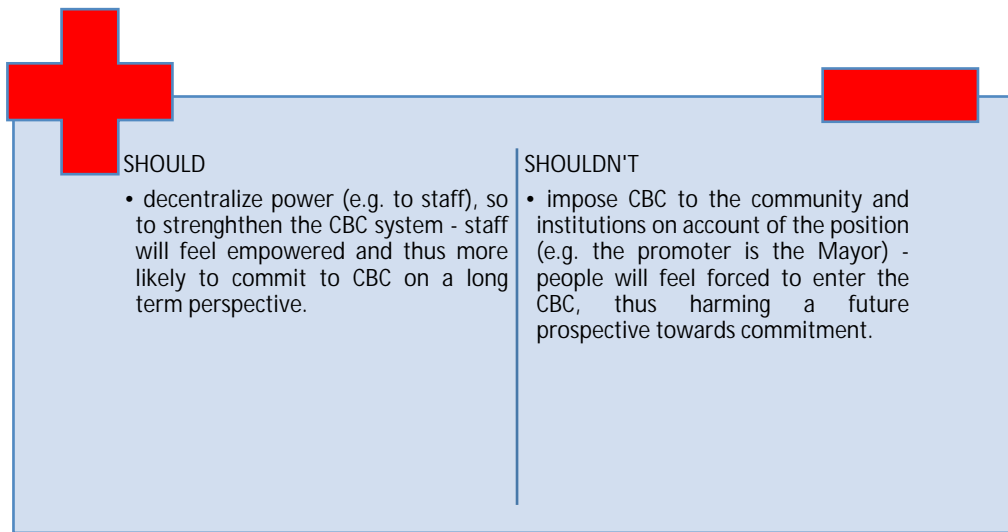 SHOULD
• decentralize power (e.g. to staff), so
to strenghthen the CBC system - staff
will feel empowered and thus more
likely to commit to CBC on a long
term perspective.
SHOULDN'T
• impose CBC to the community and
institutions on account of the position
(e.g. the promoter is the Mayor) -
people will feel forced to enter the
CBC, thus harming a future
prospective towards commitment.